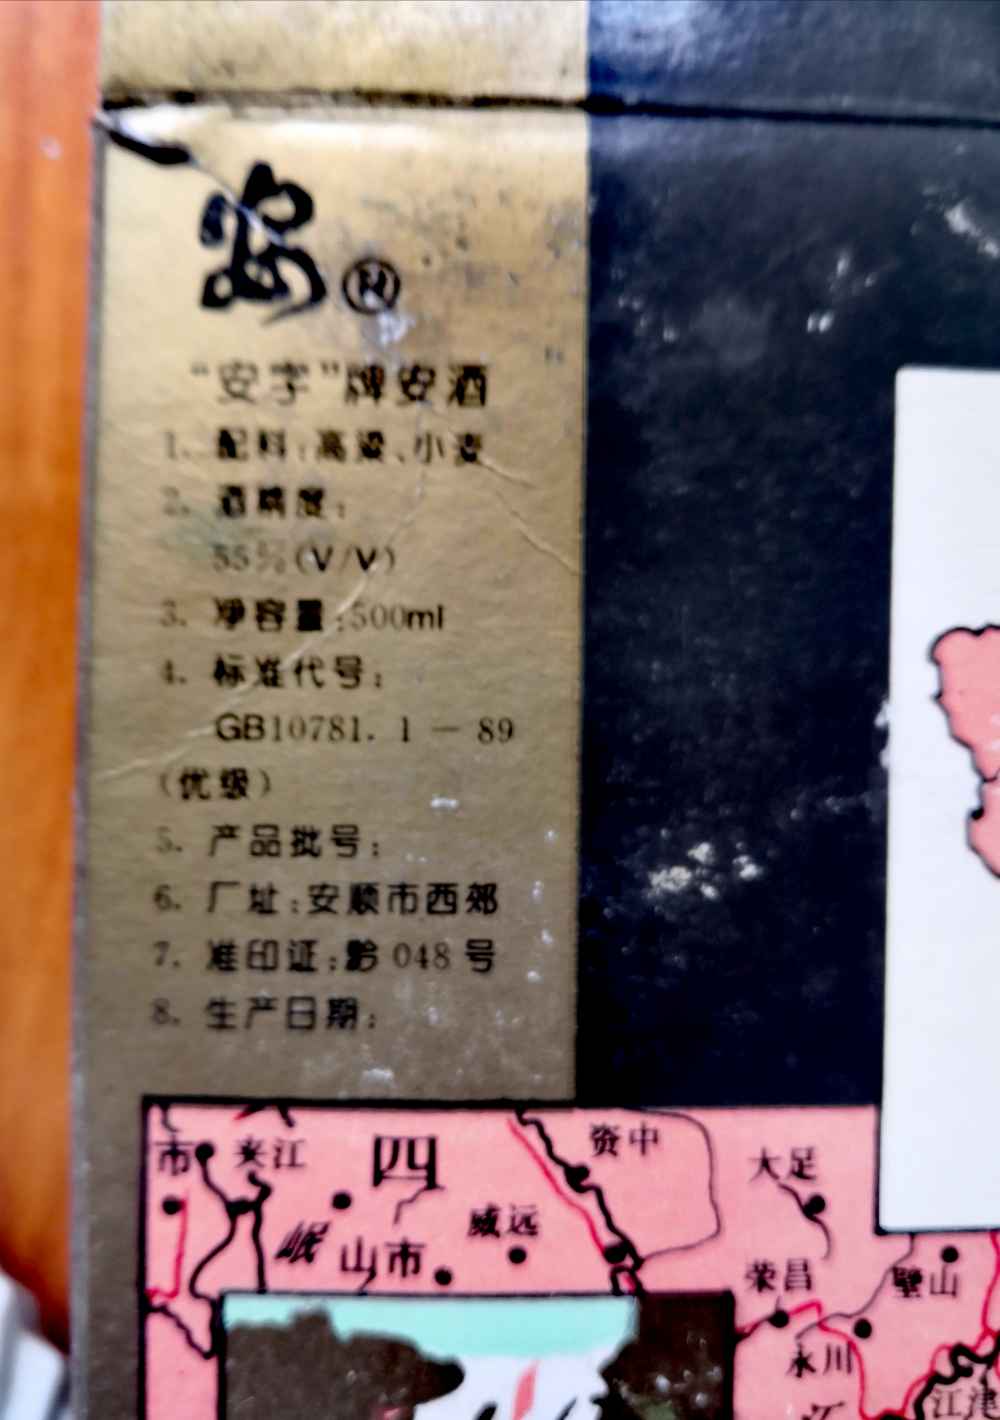 安®
“安字”牌安酒
1. 配料:高粱、小麦
2. 酒精度:
55%(V/V)
3. 净容量:500ml
4. 标准代号:
GB10781. 1 — 89
(优级)
5. 产品批号:
6. 厂址:安顺市西郊
7. 准印证:黔 048 号
8. 生产日期:
资中
市 夹江 四
大足
威远
岷
山市
荣昌
璧山
永川
江津